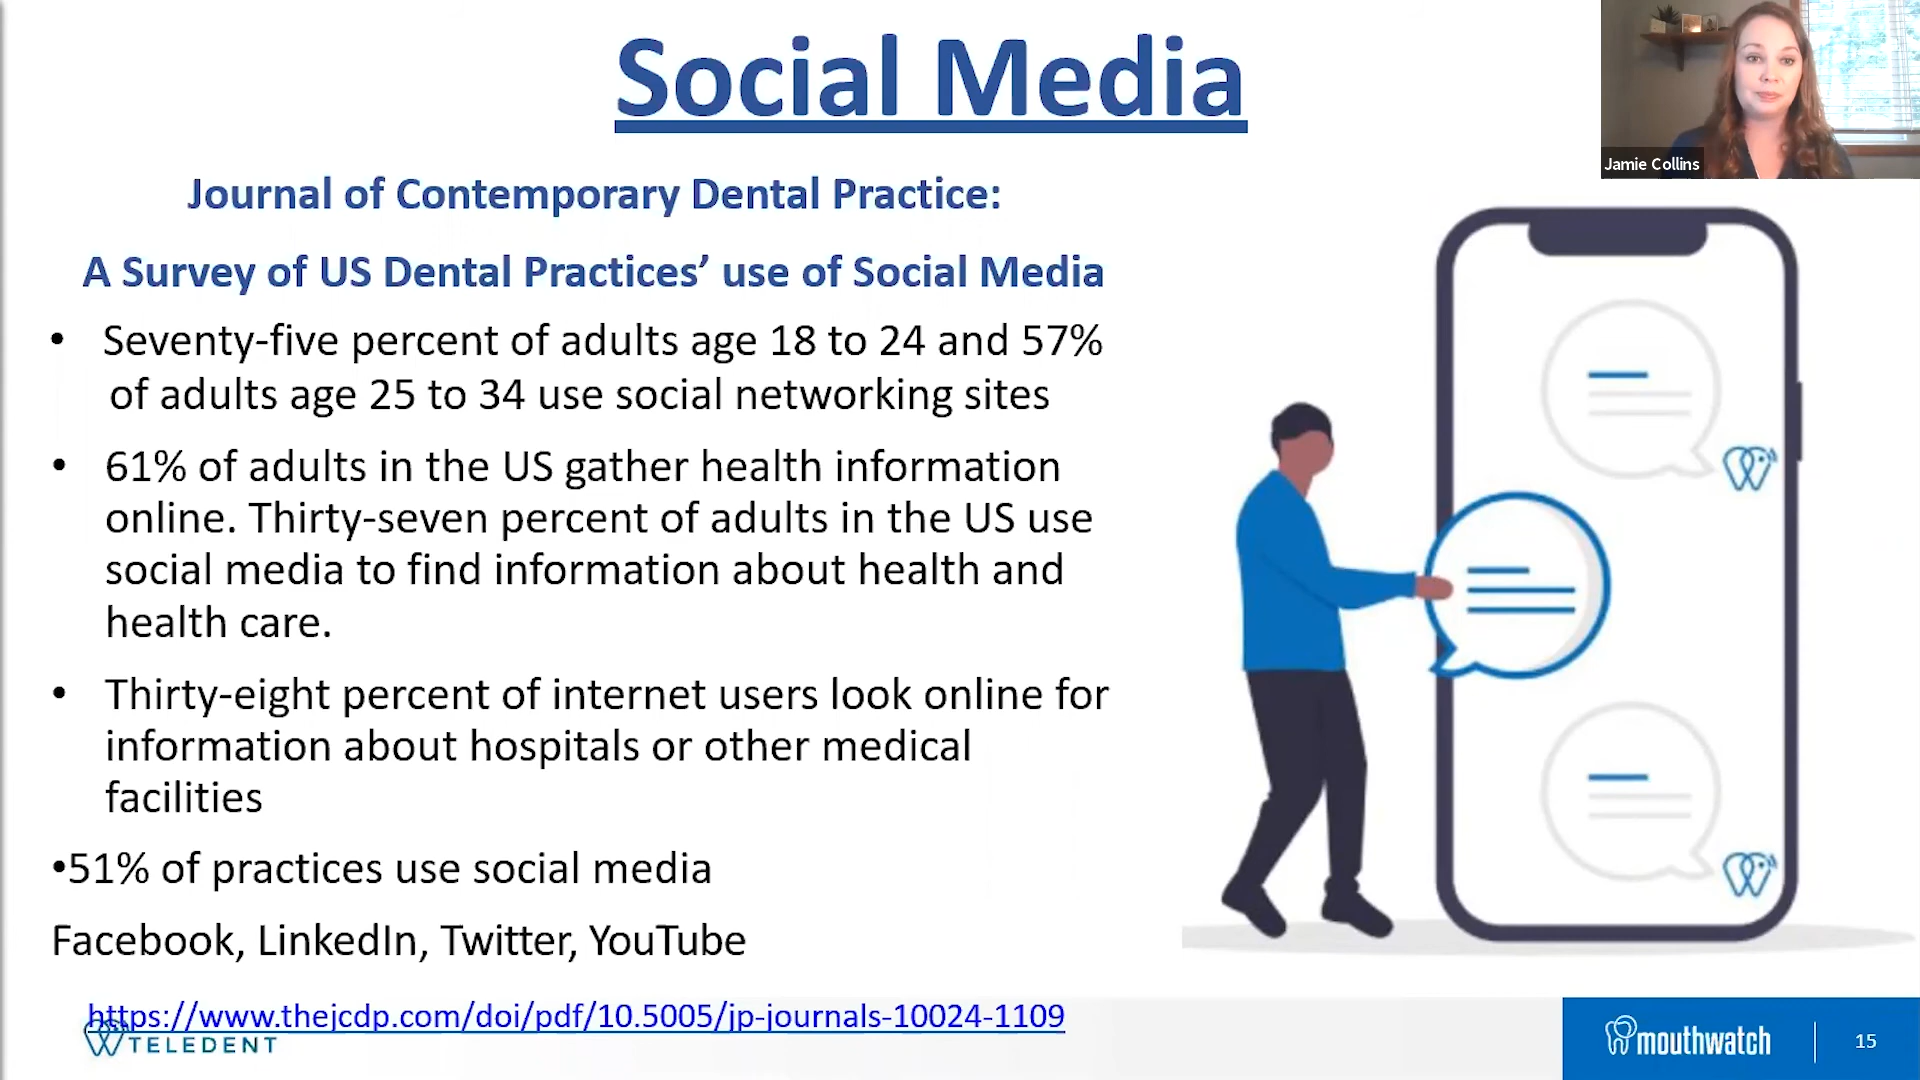 Social Media
Jamie Collins
Journal of Contemporary Dental Practice:
A Survey of US Dental Practices’ use of Social Media
• Seventy-five percent of adults age 18 to 24 and 57%
of adults age 25 to 34 use social networking sites
• 61% of adults in the US gather health information
online. Thirty-seven percent of adults in the US use
social media to find information about health and
health care.
• Thirty-eight percent of internet users look online for
information about hospitals or other medical
facilities
•51% of practices use social media
Facebook, LinkedIn, Twitter, YouTube
https://www.thejcdp.com/doi/pdf/10.5005/jp-journals-10024-1109
TELEDENT
mouthwatch
15